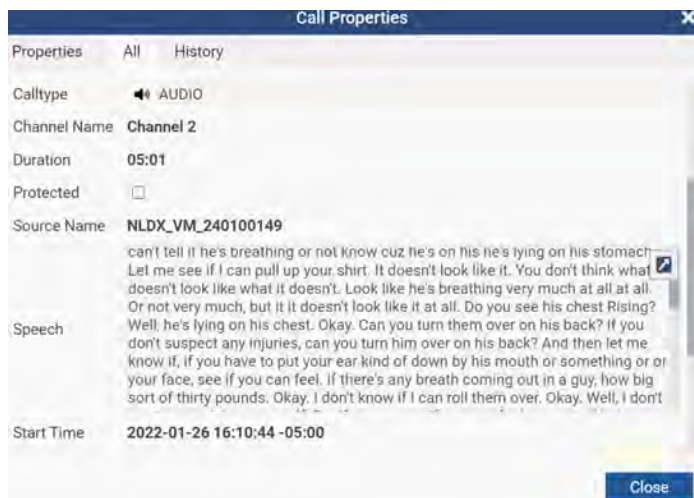 Call Properties
Properties All History
Calltype AUDIO
Channel Name Channel 2
Duration 05:01
Protected
Source Name NLDX_VM_240100149
can't tell if he's breathing or not know cuz he's on his he's lying on his stomach
Let me see if I can pull up your shirt. It doesn't look like it. You don't think what
doesn't look like what it doesn't. Look like he's breathing very much at all at all.
Or not very much, but it it doesn't look like it at all. Do you see his chest Rising?
Well, he's lying on his chest. Okay. Can you turn them over on his back? If you
Speech
don't suspect any injuries, can you turn him over on his back? And then let me
know if, if you have to put your ear kind of down by his mouth or something or or
your face, see if you can feel. If there's any breath coming out in a guy, how big
sort of thirty pounds. Okay. I don't know if I can roll them over. Okay. Well, I don't
Start Time 2022-01-26 16:10:44 -05:00
Close